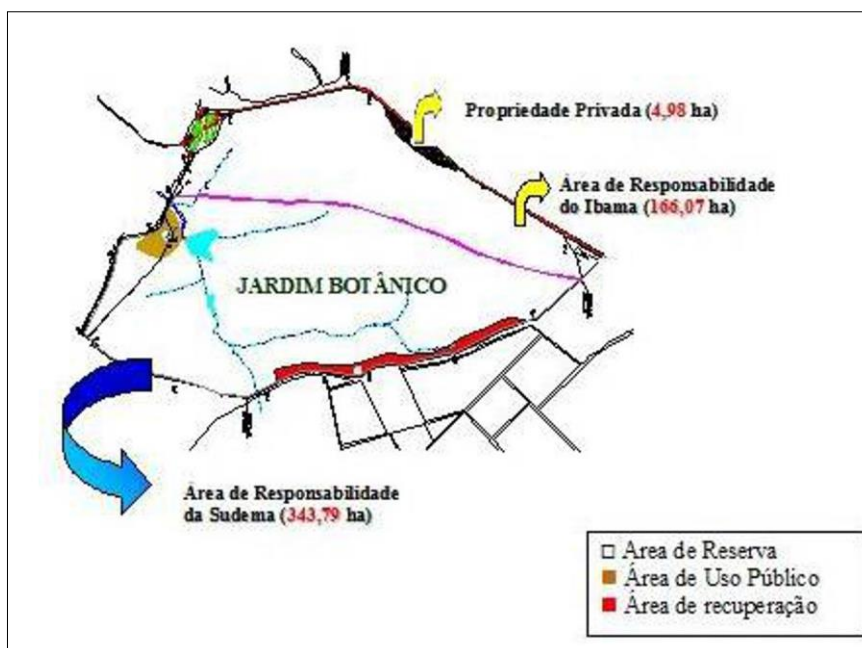 Propriedade Privada (4,98 ha)
Área de Responsabilidade
do Ibama (166,07 ha)
JARDIM BOTÂNICO
Área de Responsabilidade
da Sudema (343,79 ha)
Area de Reserva
Área de Uso Público
Área de recuperação